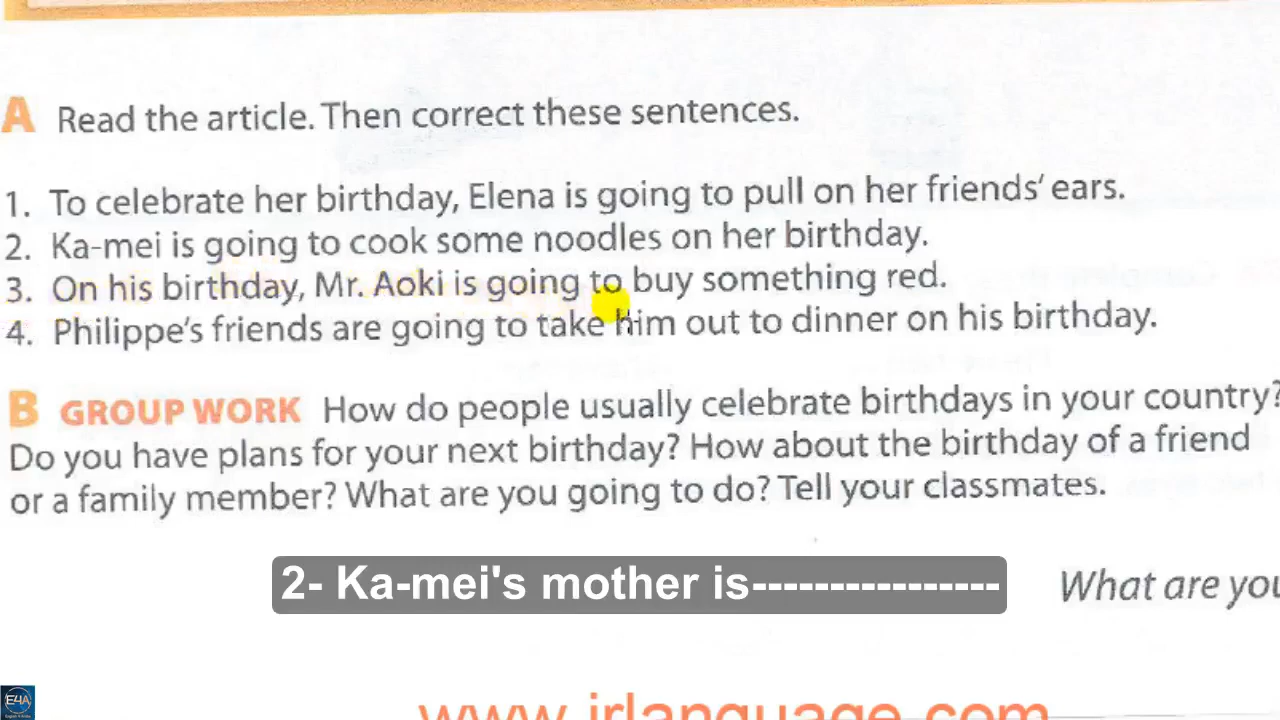 A Read the article. Then correct these sentences.
1. To celebrate her birthday, Elena is going to pull on her friends' ears.
2. Ka-mei is going to cook some noodles on her birthday.
3. On his birthday, Mr. Aoki is going to buy something red.
4. Philippe's friends are going to take him out to dinner on his birthday.
B GROUP WORK How do people usually celebrate birthdays in your country?
Do you have plans for your next birthday? How about the birthday of a friend
or a family member? What are you going to do? Tell your classmates.
2- Ka-mei's mother is----------------
What are you
E4A
www.irlanguage.com